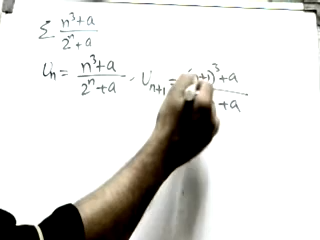 Σ n³+a / 2ⁿ+a
Uₙ = n³+a / 2ⁿ+a , Uₙ₊₁ = (n+1)³+a / +a